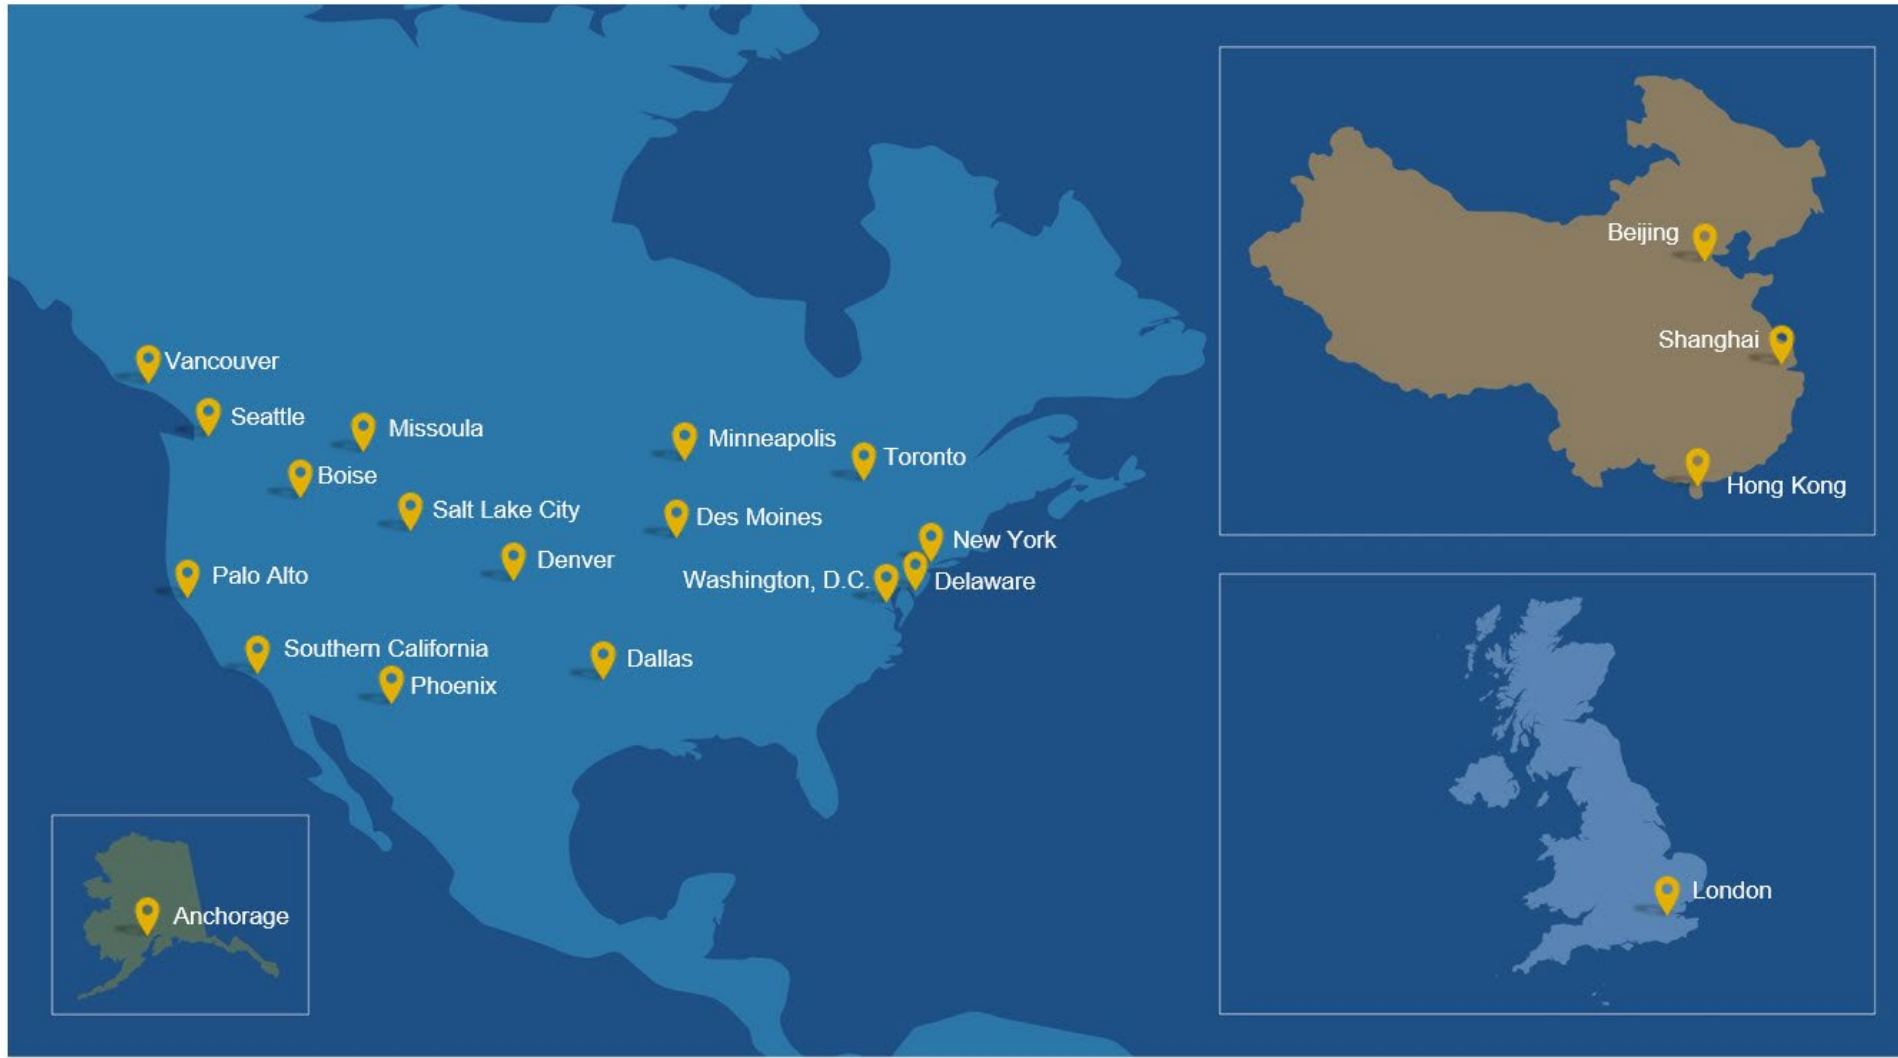 Vancouver
Seattle
Missoula
Boise
Minneapolis
Toronto
Salt Lake City
Des Moines
New York
Denver
Palo Alto
Washington, D.C.
Delaware
Southern California
Dallas
Phoenix
Anchorage
Beijing
Shanghai
Hong Kong
London